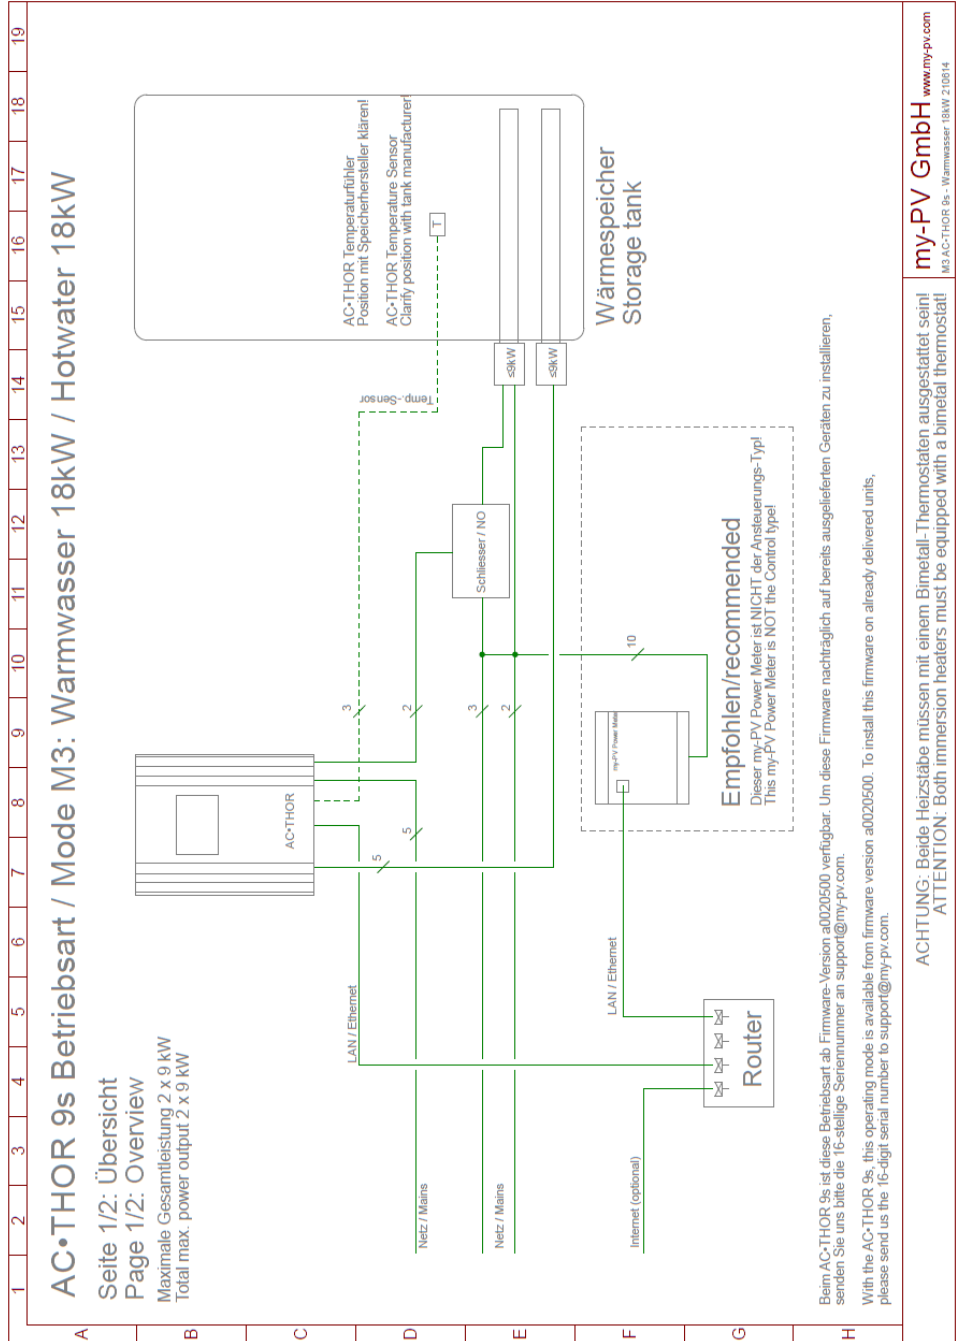 1 2 3 4 5 6 7 8 9 10 11 12 13 14 15 16 17 18 19
A
B
C
D
E
F
G
H
AC•THOR 9s Betriebsart / Mode M3: Warmwasser 18kW / Hotwater 18kW
Seite 1/2: Übersicht
Page 1/2: Overview
Maximale Gesamtleistung 2 x 9 kW
Total max. power output 2 x 9 kW
AC•THOR
AC•THOR Temperaturfühler
Position mit Speicherhersteller klären!
AC•THOR Temperature Sensor
Clarify position with tank manufacturer!
T
Temp.-Sensor
3
2
3
2
5
5
LAN / Ethernet
Netz / Mains
Netz / Mains
Schliesser / NO
≤9kW
≤9kW
Wärmespeicher
Storage tank
10
my-PV Power Meter
Empfohlen/recommended
Dieser my-PV Power Meter ist NICHT der Ansteuerungs-Typ!
This my-PV Power Meter is NOT the Control type!
LAN / Ethernet
Internet (optional)
Router
Beim AC•THOR 9s ist diese Betriebsart ab Firmware-Version a0020500 verfügbar. Um diese Firmware nachträglich auf bereits ausgelieferten Geräten zu installieren,
senden Sie uns bitte die 16-stellige Seriennummer an support@my-pv.com.
With the AC•THOR 9s, this operating mode is available from firmware version a0020500. To install this firmware on already delivered units,
please send us the 16-digit serial number to support@my-pv.com.
ACHTUNG: Beide Heizstäbe müssen mit einem Bimetall-Thermostaten ausgestattet sein!
ATTENTION: Both immersion heaters must be equipped with a bimetal thermostat!
my-PV GmbH www.my-pv.com
M3 AC•THOR 9s - Warmwasser 18kW 210614